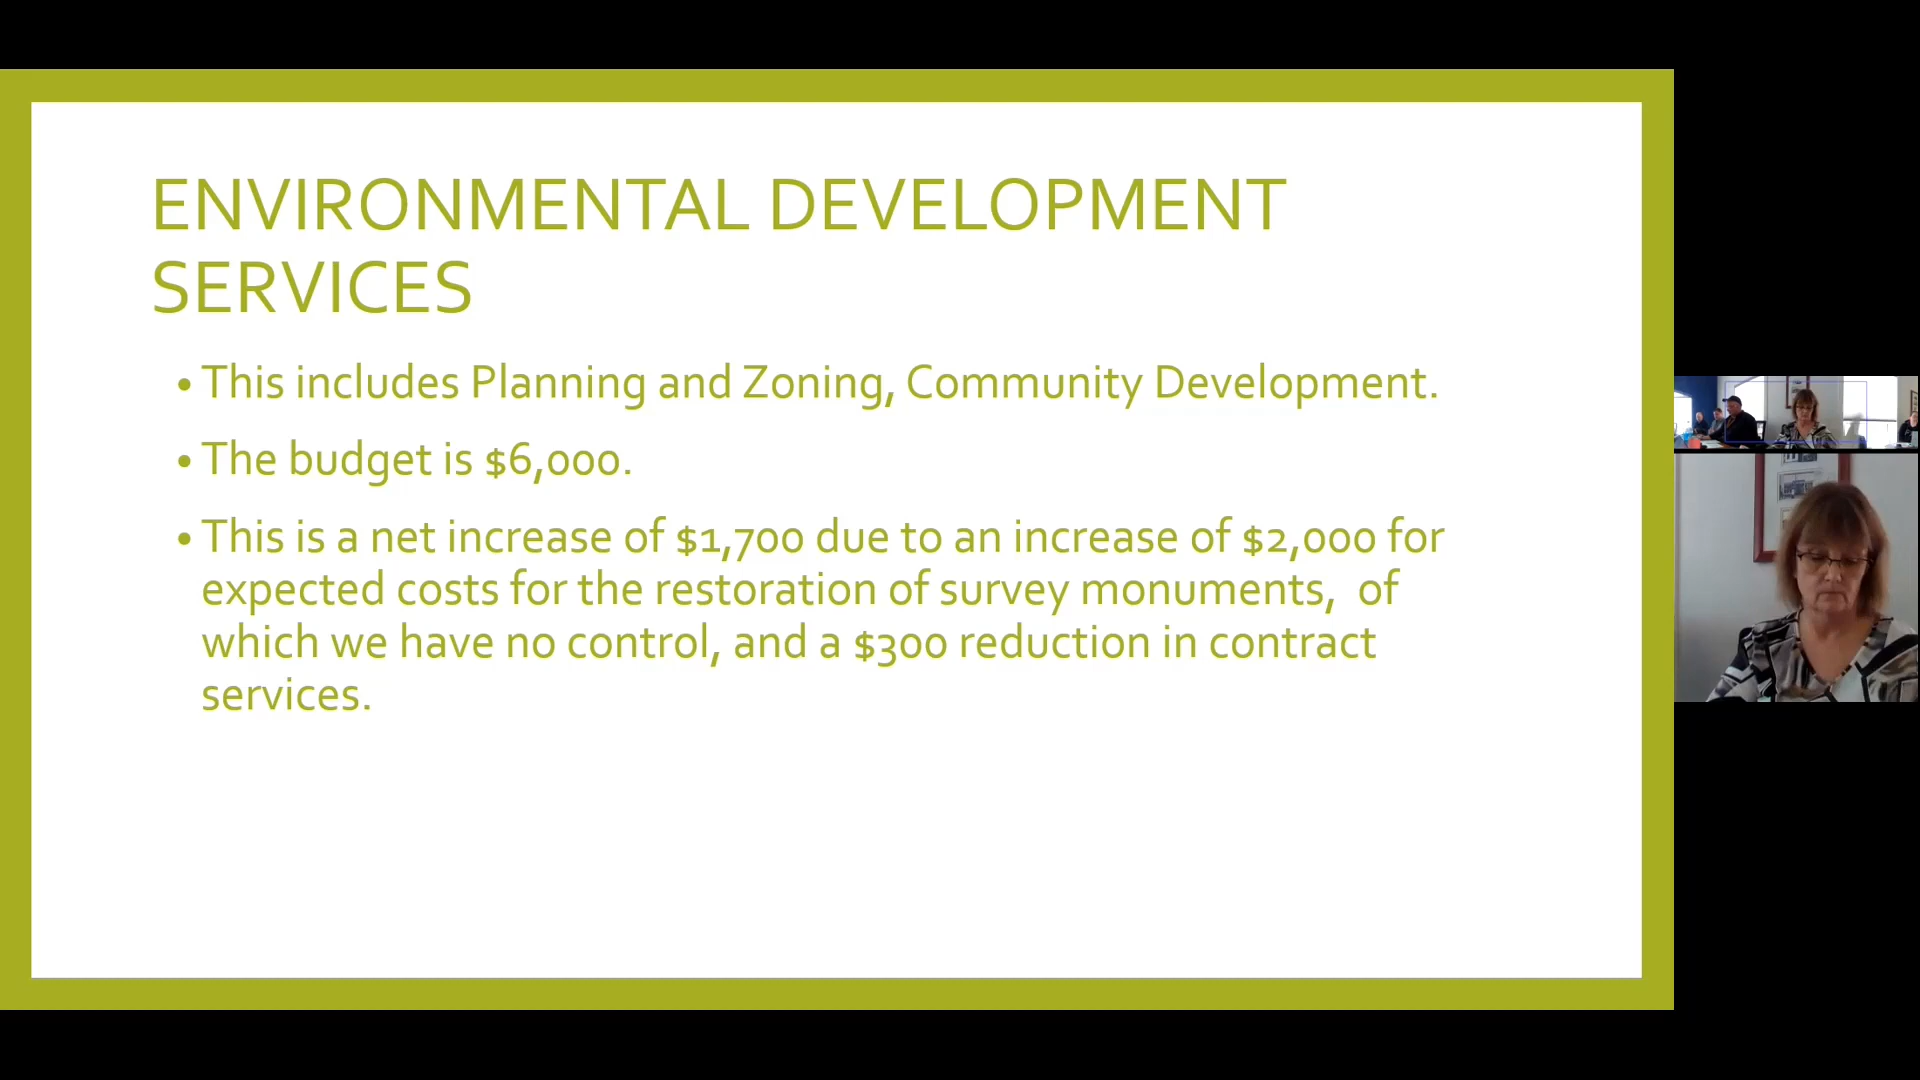 ENVIRONMENTAL DEVELOPMENT
SERVICES
• This includes Planning and Zoning, Community Development.
• The budget is $6,000.
• This is a net increase of $1,700 due to an increase of $2,000 for
expected costs for the restoration of survey monuments,  of
which we have no control, and a $300 reduction in contract
services.